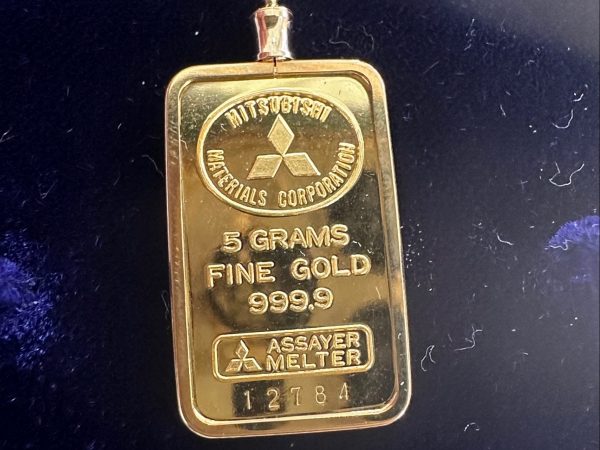 MITSUBISHI
MATERIALS CORPORATION
5 GRAMS
FINE GOLD
999.9
ASSAYER
MELTER
12784